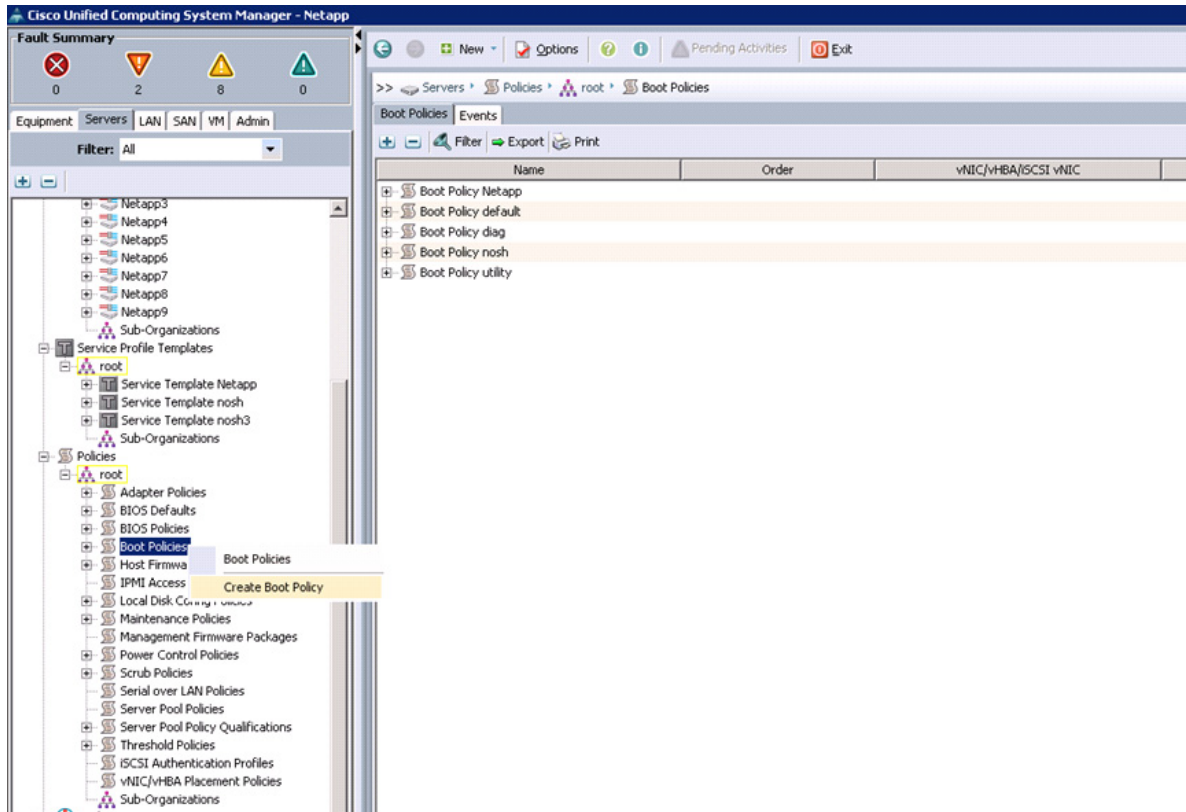 Cisco Unified Computing System Manager - Netapp
Fault Summary
0 2 8 0
Equipment Servers LAN SAN VM Admin
Filter: All
Netapp3
Netapp4
Netapp5
Netapp6
Netapp7
Netapp8
Netapp9
Sub-Organizations
Service Profile Templates
root
Service Template Netapp
Service Template nosh
Service Template nosh3
Sub-Organizations
Policies
root
Adapter Policies
BIOS Defaults
BIOS Policies
Boot Policies
Host Firmwa
IPMI Access
Local Disk Config Policies
Maintenance Policies
Management Firmware Packages
Power Control Policies
Scrub Policies
Serial over LAN Policies
Server Pool Policies
Server Pool Policy Qualifications
Threshold Policies
iSCSI Authentication Profiles
vNIC/vHBA Placement Policies
Sub-Organizations
Boot Policies
Create Boot Policy
New Options ? i Pending Activities Exit
>> Servers Policies root Boot Policies
Boot Policies Events
Filter Export Print
Name Order vNIC/vHBA/iSCSI vNIC
Boot Policy Netapp
Boot Policy default
Boot Policy diag
Boot Policy nosh
Boot Policy utility